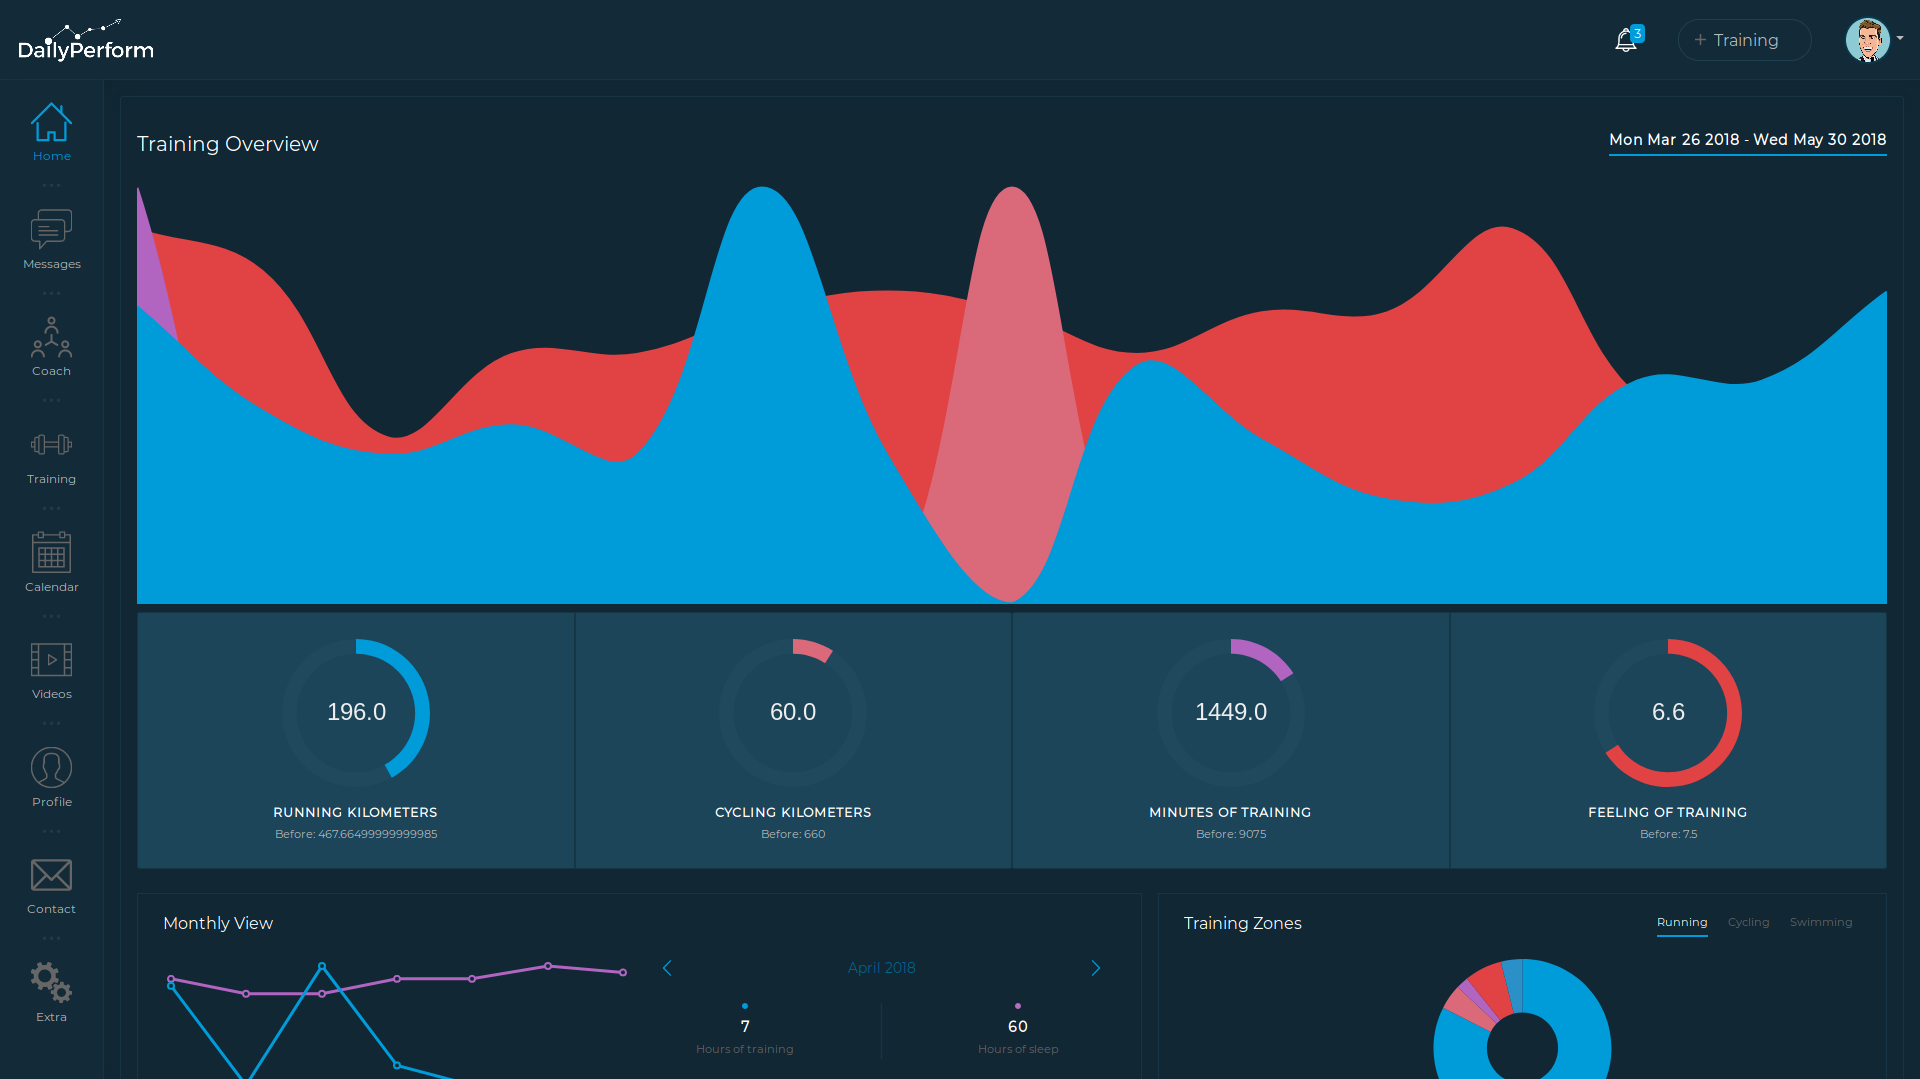 DailyPerform
3
+ Training
Home
Messages
Coach
Training
Calendar
Videos
Profile
Contact
Extra
Training Overview
Mon Mar 26 2018 - Wed May 30 2018
196.0
RUNNING KILOMETERS
Before: 467.66499999999985
60.0
CYCLING KILOMETERS
Before: 660
1449.0
MINUTES OF TRAINING
Before: 9075
6.6
FEELING OF TRAINING
Before: 7.5
Monthly View
April 2018
7
Hours of training
60
Hours of sleep
Training Zones
Running Cycling Swimming